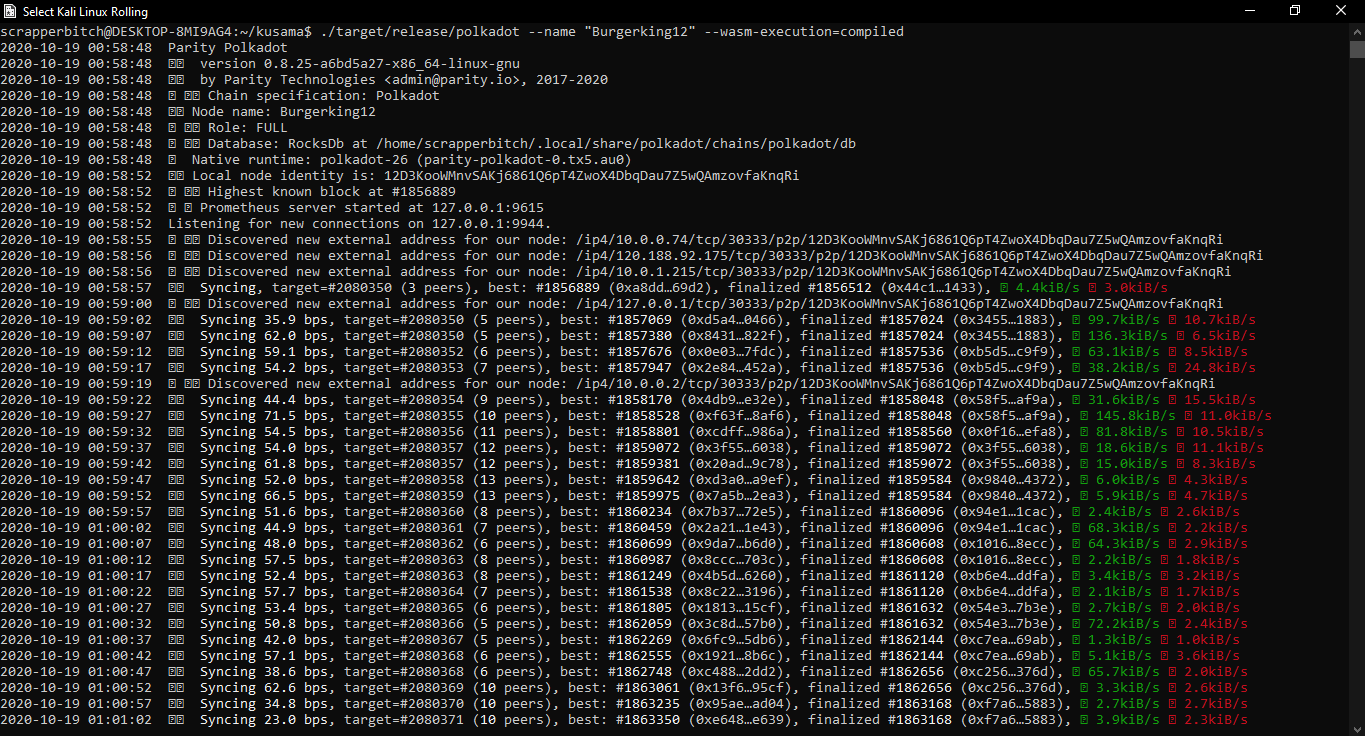 Select Kali Linux Rolling
scrapperbitch@DESKTOP-8MI9AG4:~/kusama$ ./target/release/polkadot --name "Burgerking12" --wasm-execution=compiled
2020-10-19 00:58:48 Parity Polkadot
2020-10-19 00:58:48 version 0.8.25-a6bd5a27-x86_64-linux-gnu
2020-10-19 00:58:48 by Parity Technologies <admin@parity.io>, 2017-2020
2020-10-19 00:58:48 Chain specification: Polkadot
2020-10-19 00:58:48 Node name: Burgerking12
2020-10-19 00:58:48 Role: FULL
2020-10-19 00:58:48 Database: RocksDb at /home/scrapperbitch/.local/share/polkadot/chains/polkadot/db
2020-10-19 00:58:48 Native runtime: polkadot-26 (parity-polkadot-0.tx5.au0)
2020-10-19 00:58:52 Local node identity is: 12D3KooWMnvSAKj6861Q6pT4ZwoX4DbqDau7Z5wQAmzovfaKnqRi
2020-10-19 00:58:52 Highest known block at #1856889
2020-10-19 00:58:52 Prometheus server started at 127.0.0.1:9615
2020-10-19 00:58:52 Listening for new connections on 127.0.0.1:9944.
2020-10-19 00:58:55 Discovered new external address for our node: /ip4/10.0.0.74/tcp/30333/p2p/12D3KooWMnvSAKj6861Q6pT4ZwoX4DbqDau7Z5wQAmzovfaKnqRi
2020-10-19 00:58:56 Discovered new external address for our node: /ip4/120.188.92.175/tcp/30333/p2p/12D3KooWMnvSAKj6861Q6pT4ZwoX4DbqDau7Z5wQAmzovfaKnqRi
2020-10-19 00:58:56 Discovered new external address for our node: /ip4/10.0.1.215/tcp/30333/p2p/12D3KooWMnvSAKj6861Q6pT4ZwoX4DbqDau7Z5wQAmzovfaKnqRi
2020-10-19 00:58:57 Syncing, target=#2080350 (3 peers), best: #1856889 (0xa8dd…69d2), finalized #1856512 (0x44c1…1433), 4.4kiB/s 3.0kiB/s
2020-10-19 00:59:00 Discovered new external address for our node: /ip4/127.0.0.1/tcp/30333/p2p/12D3KooWMnvSAKj6861Q6pT4ZwoX4DbqDau7Z5wQAmzovfaKnqRi
2020-10-19 00:59:02 Syncing 35.9 bps, target=#2080350 (5 peers), best: #1857069 (0xd5a4…0466), finalized #1857024 (0x3455…1883), 99.7kiB/s 10.7kiB/s
2020-10-19 00:59:07 Syncing 62.0 bps, target=#2080350 (5 peers), best: #1857380 (0x8431…822f), finalized #1857024 (0x3455…1883), 136.3kiB/s 6.5kiB/s
2020-10-19 00:59:12 Syncing 59.1 bps, target=#2080352 (6 peers), best: #1857676 (0x0e03…7fdc), finalized #1857536 (0xb5d5…c9f9), 63.1kiB/s 8.5kiB/s
2020-10-19 00:59:17 Syncing 54.2 bps, target=#2080353 (7 peers), best: #1857947 (0x2e84…452a), finalized #1857536 (0xb5d5…c9f9), 38.2kiB/s 24.8kiB/s
2020-10-19 00:59:19 Discovered new external address for our node: /ip4/10.0.0.2/tcp/30333/p2p/12D3KooWMnvSAKj6861Q6pT4ZwoX4DbqDau7Z5wQAmzovfaKnqRi
2020-10-19 00:59:22 Syncing 44.4 bps, target=#2080354 (9 peers), best: #1858170 (0x4db9…e32e), finalized #1858048 (0x58f5…af9a), 31.6kiB/s 15.5kiB/s
2020-10-19 00:59:27 Syncing 71.5 bps, target=#2080355 (10 peers), best: #1858528 (0xf63f…8af6), finalized #1858048 (0x58f5…af9a), 145.8kiB/s 11.0kiB/s
2020-10-19 00:59:32 Syncing 54.5 bps, target=#2080356 (11 peers), best: #1858801 (0xcdff…986a), finalized #1858560 (0x0f16…efa8), 81.8kiB/s 10.5kiB/s
2020-10-19 00:59:37 Syncing 54.0 bps, target=#2080357 (12 peers), best: #1859072 (0x3f55…6038), finalized #1859072 (0x3f55…6038), 18.6kiB/s 11.1kiB/s
2020-10-19 00:59:42 Syncing 61.8 bps, target=#2080357 (12 peers), best: #1859381 (0x20ad…9c78), finalized #1859072 (0x3f55…6038), 15.0kiB/s 8.3kiB/s
2020-10-19 00:59:47 Syncing 52.0 bps, target=#2080358 (13 peers), best: #1859642 (0xd3a0…a9ef), finalized #1859584 (0x9840…4372), 6.0kiB/s 4.3kiB/s
2020-10-19 00:59:52 Syncing 66.5 bps, target=#2080359 (13 peers), best: #1859975 (0x7a5b…2ea3), finalized #1859584 (0x9840…4372), 5.9kiB/s 4.7kiB/s
2020-10-19 00:59:57 Syncing 51.6 bps, target=#2080360 (8 peers), best: #1860234 (0x7b37…72e5), finalized #1860096 (0x94e1…1cac), 2.4kiB/s 2.6kiB/s
2020-10-19 01:00:02 Syncing 44.9 bps, target=#2080361 (7 peers), best: #1860459 (0x2a21…1e43), finalized #1860096 (0x94e1…1cac), 68.3kiB/s 2.2kiB/s
2020-10-19 01:00:07 Syncing 48.0 bps, target=#2080362 (6 peers), best: #1860699 (0x9da7…b6d0), finalized #1860608 (0x1016…8ecc), 64.3kiB/s 2.9kiB/s
2020-10-19 01:00:12 Syncing 57.5 bps, target=#2080363 (8 peers), best: #1860987 (0x8ccc…703c), finalized #1860608 (0x1016…8ecc), 2.2kiB/s 1.8kiB/s
2020-10-19 01:00:17 Syncing 52.4 bps, target=#2080363 (8 peers), best: #1861249 (0x4b5d…6260), finalized #1861120 (0xb6e4…ddfa), 3.4kiB/s 3.2kiB/s
2020-10-19 01:00:22 Syncing 57.7 bps, target=#2080364 (7 peers), best: #1861538 (0x8c22…3196), finalized #1861120 (0xb6e4…ddfa), 2.1kiB/s 1.7kiB/s
2020-10-19 01:00:27 Syncing 53.4 bps, target=#2080365 (6 peers), best: #1861805 (0x1813…15cf), finalized #1861632 (0x54e3…7b3e), 2.7kiB/s 2.0kiB/s
2020-10-19 01:00:32 Syncing 50.8 bps, target=#2080366 (5 peers), best: #1862059 (0x3c8d…57b0), finalized #1861632 (0x54e3…7b3e), 72.2kiB/s 2.4kiB/s
2020-10-19 01:00:37 Syncing 42.0 bps, target=#2080367 (5 peers), best: #1862269 (0x6fc9…5db6), finalized #1862144 (0xc7ea…69ab), 1.3kiB/s 1.0kiB/s
2020-10-19 01:00:42 Syncing 57.1 bps, target=#2080368 (6 peers), best: #1862555 (0x1921…8b6c), finalized #1862144 (0xc7ea…69ab), 5.1kiB/s 3.6kiB/s
2020-10-19 01:00:47 Syncing 38.6 bps, target=#2080368 (6 peers), best: #1862748 (0xc488…2dd2), finalized #1862656 (0xc256…376d), 65.7kiB/s 2.0kiB/s
2020-10-19 01:00:52 Syncing 62.6 bps, target=#2080369 (10 peers), best: #1863061 (0x13f6…95cf), finalized #1862656 (0xc256…376d), 3.3kiB/s 2.6kiB/s
2020-10-19 01:00:57 Syncing 34.8 bps, target=#2080370 (10 peers), best: #1863235 (0x95ae…ad04), finalized #1863168 (0xf7a6…5883), 2.7kiB/s 2.7kiB/s
2020-10-19 01:01:02 Syncing 23.0 bps, target=#2080371 (10 peers), best: #1863350 (0xe648…e639), finalized #1863168 (0xf7a6…5883), 3.9kiB/s 2.3kiB/s